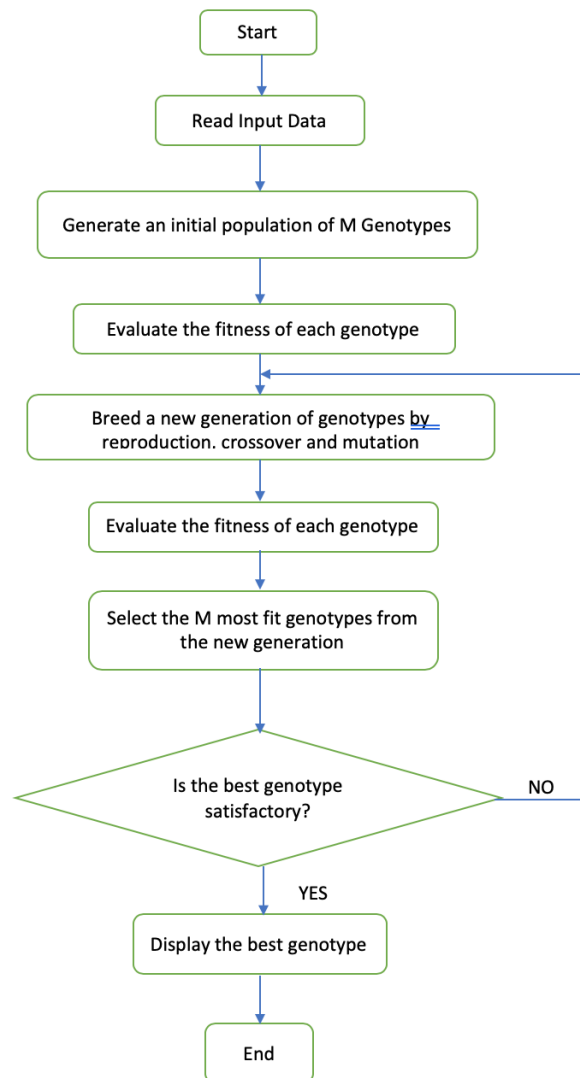 Start
Read Input Data
Generate an initial population of M Genotypes
Evaluate the fitness of each genotype
Breed a new generation of genotypes by
reproduction, crossover and mutation
Evaluate the fitness of each genotype
Select the M most fit genotypes from
the new generation
Is the best genotype
satisfactory?
NO
YES
Display the best genotype
End